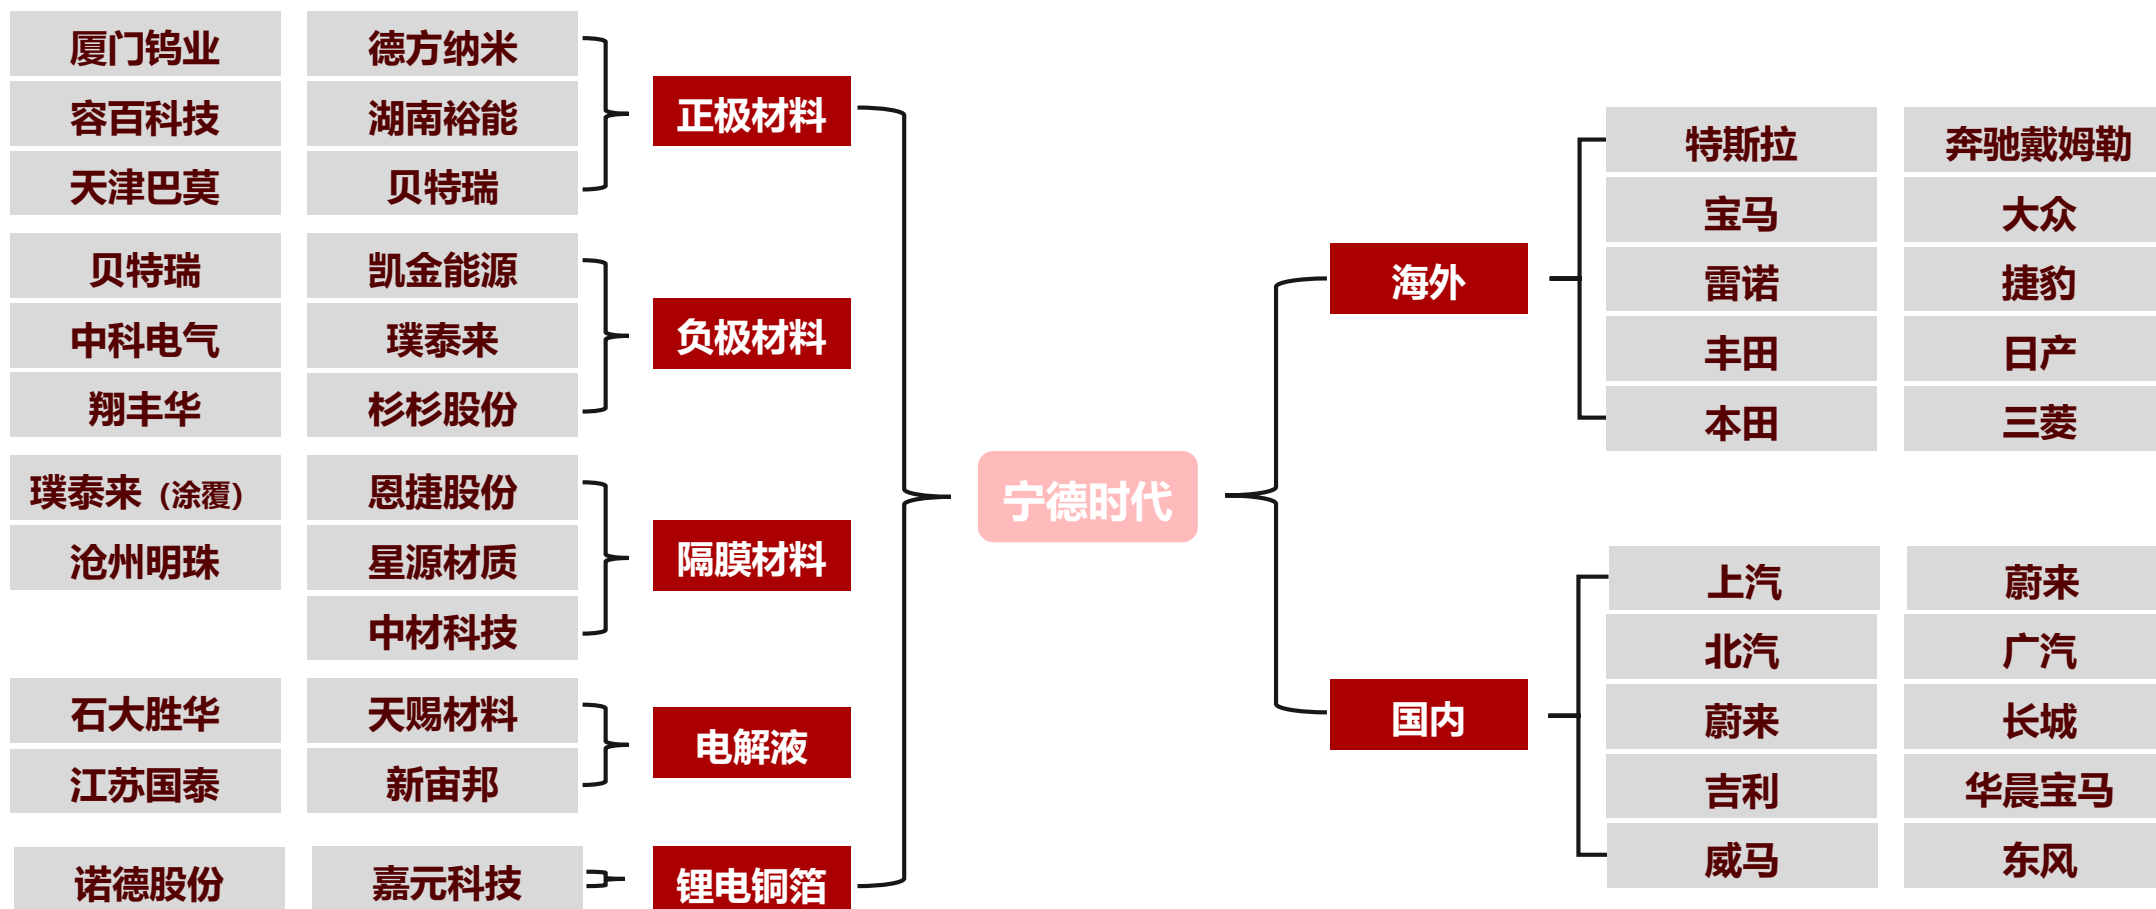 厦门钨业
德方纳米
容百科技
湖南裕能
天津巴莫
贝特瑞
正极材料
贝特瑞
凯金能源
中科电气
璞泰来
翔丰华
杉杉股份
负极材料
璞泰来（涂覆）
恩捷股份
沧州明珠
星源材质
中材科技
隔膜材料
石大胜华
天赐材料
江苏国泰
新宙邦
电解液
诺德股份
嘉元科技
锂电铜箔
宁德时代
海外
特斯拉
奔驰戴姆勒
宝马
大众
雷诺
捷豹
丰田
日产
本田
三菱
国内
上汽
蔚来
北汽
广汽
蔚来
长城
吉利
华晨宝马
威马
东风